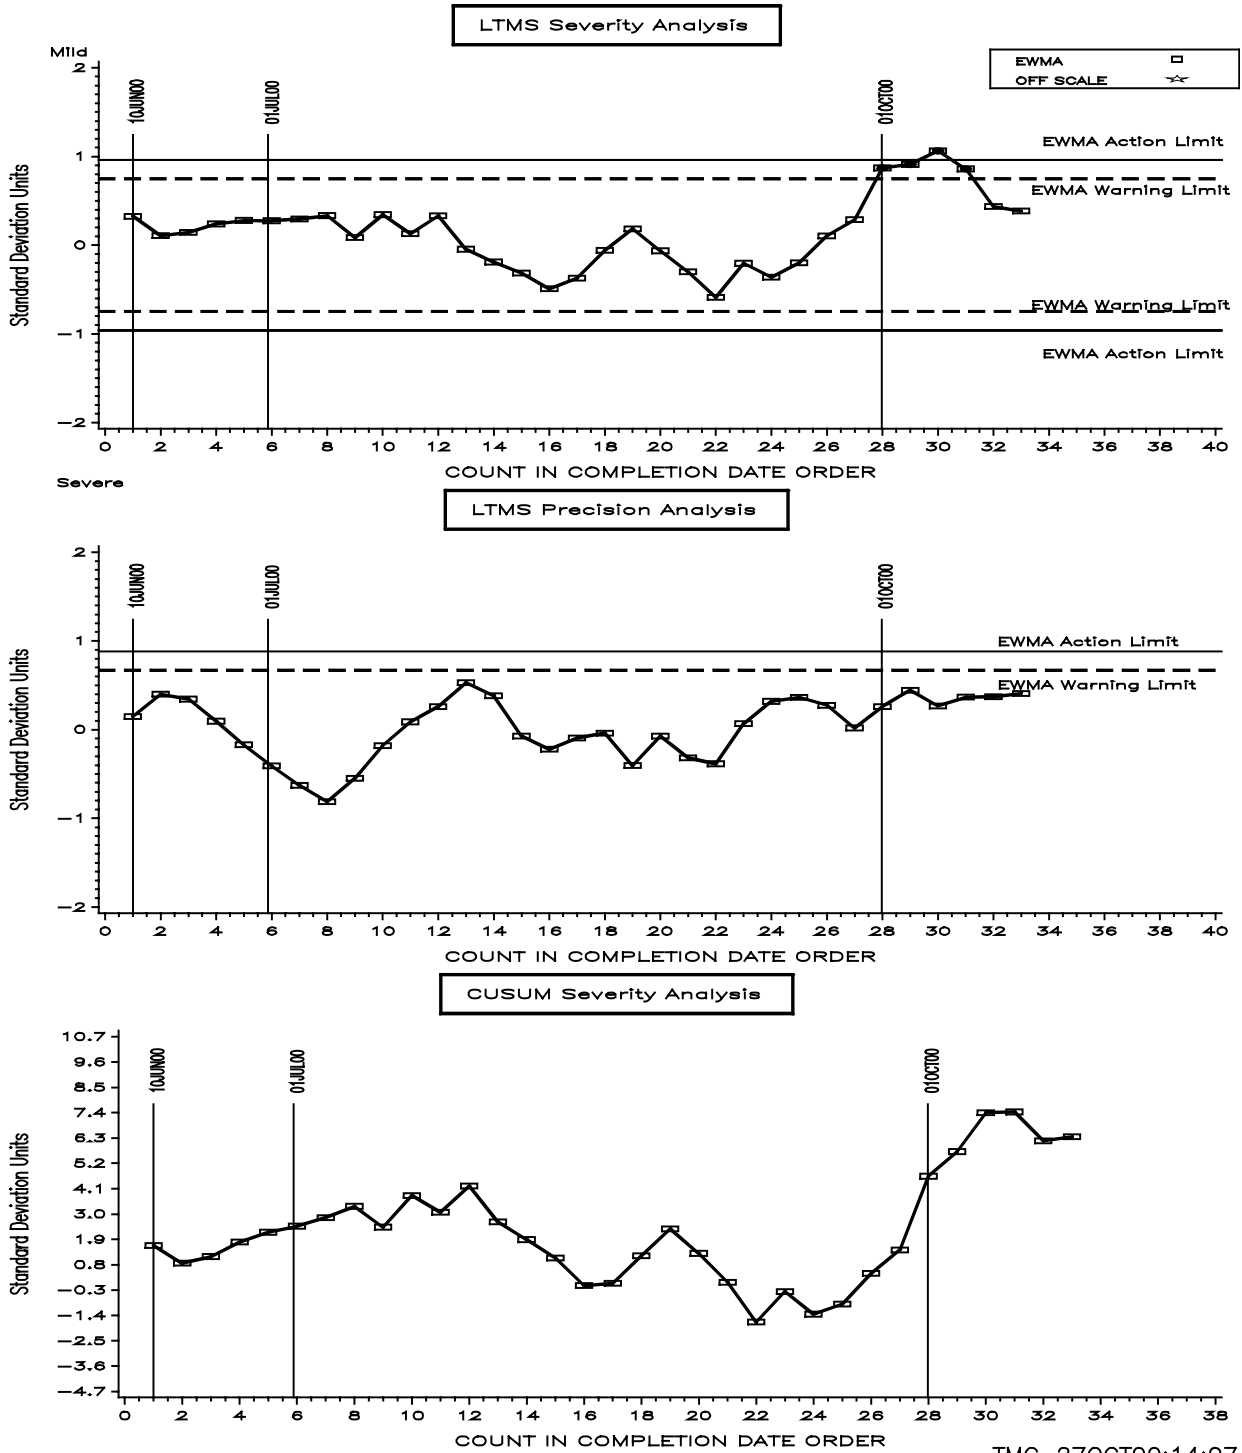 LTMS Severity Analysis
Mild
EWMA
OFF SCALE
2
1
0
−1
−2
Standard Deviation Units
10JUN00
01JUL00
01OCT00
EWMA Action Limit
EWMA Warning Limit
EWMA Warning Limit
EWMA Action Limit
0 2 4 6 8 10 12 14 16 18 20 22 24 26 28 30 32 34 36 38 40
COUNT IN COMPLETION DATE ORDER
Severe
LTMS Precision Analysis
2
1
0
−1
−2
Standard Deviation Units
10JUN00
01JUL00
01OCT00
EWMA Action Limit
EWMA Warning Limit
0 2 4 6 8 10 12 14 16 18 20 22 24 26 28 30 32 34 36 38 40
COUNT IN COMPLETION DATE ORDER
CUSUM Severity Analysis
10.7
9.6
8.5
7.4
6.3
5.2
4.1
3.0
1.9
0.8
−0.3
−1.4
−2.5
−3.6
−4.7
Standard Deviation Units
10JUN00
01JUL00
01OCT00
0 2 4 6 8 10 12 14 16 18 20 22 24 26 28 30 32 34 36 38
COUNT IN COMPLETION DATE ORDER